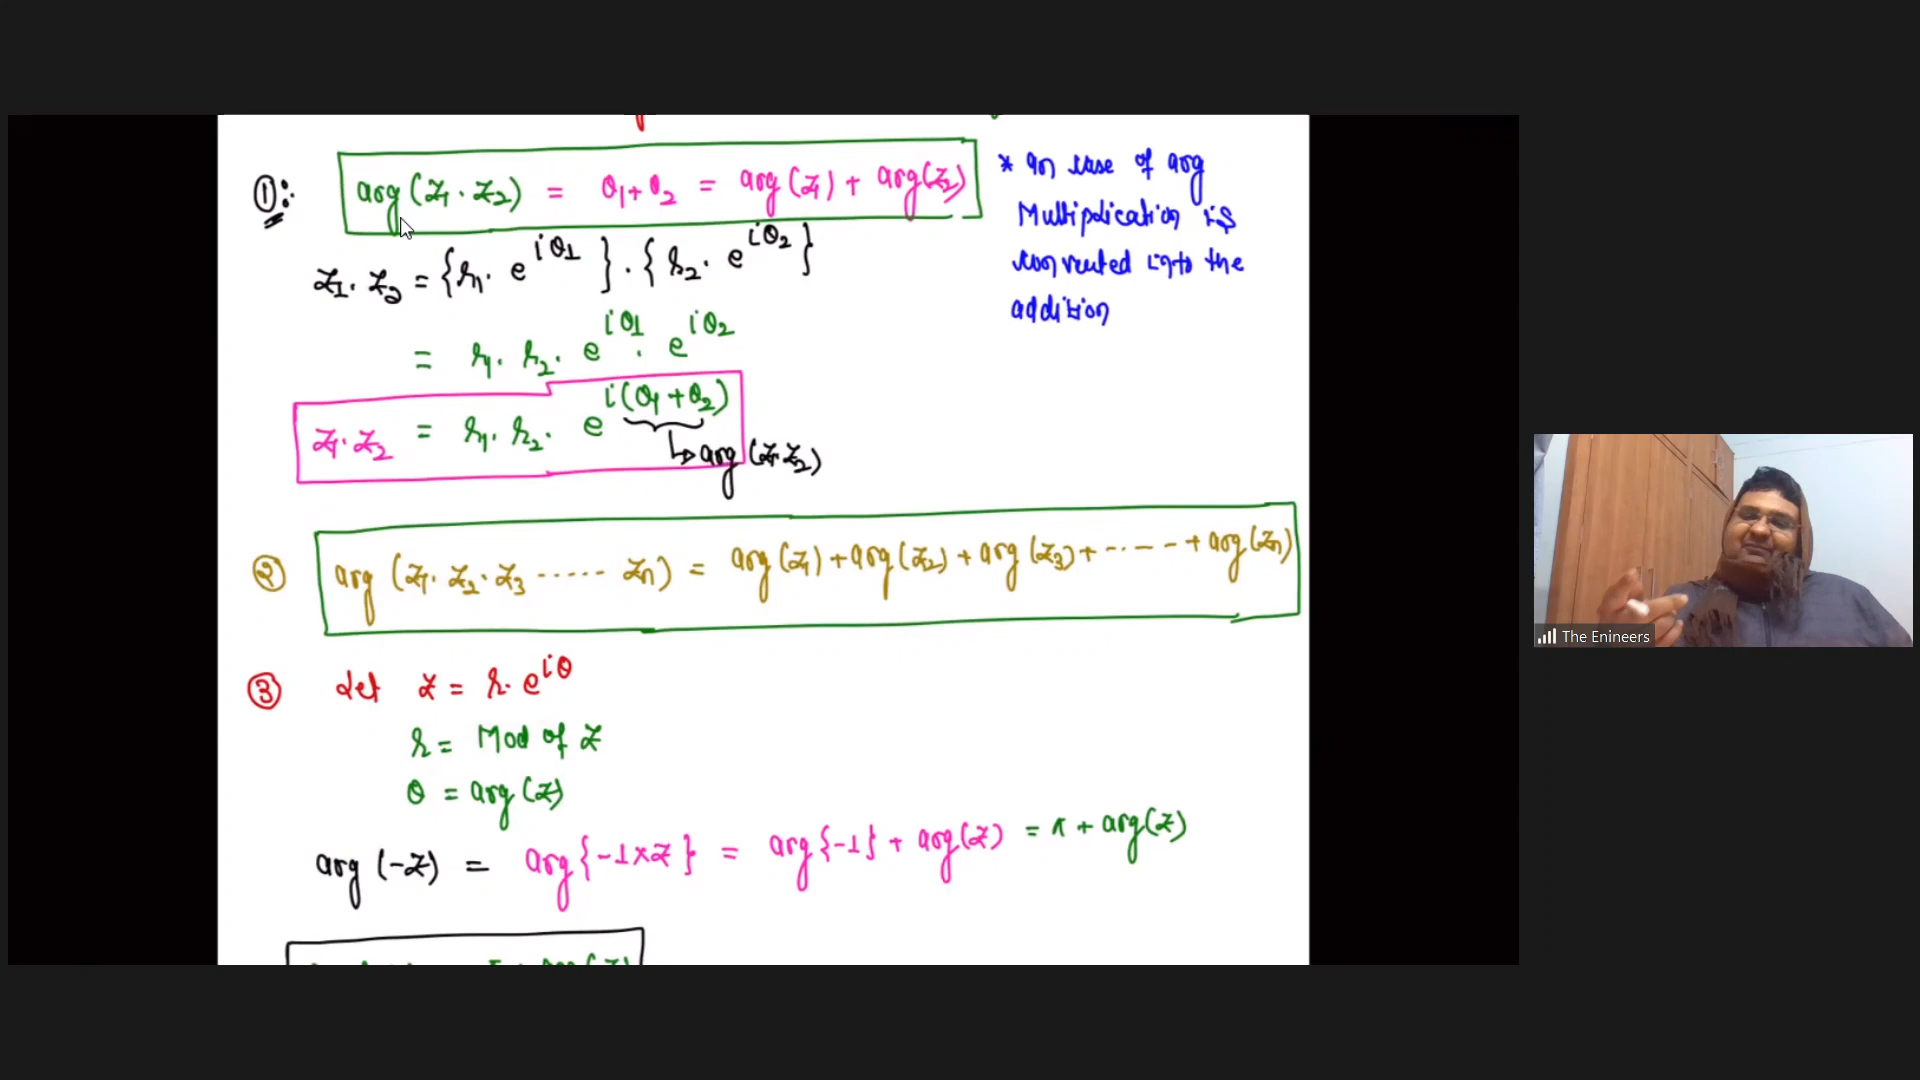 ①: arg(z₁·z₂) = θ₁+θ₂ = arg(z₁) + arg(z₂)
z₁·z₂ = {r₁·e^{iθ₁}}·{r₂·e^{iθ₂}}
= r₁·r₂·e^{iθ₁}·e^{iθ₂}
z₁·z₂ = r₁·r₂·e^{i(θ₁+θ₂)}
↳ arg(z₁·z₂)
* In case of arg
Multiplication is
converted into the
addition
② arg(z₁·z₂·z₃ ······ zₙ) = arg(z₁)+arg(z₂)+arg(z₃)+······+arg(zₙ)
③ Let z = r·e^{iθ}
r = Mod of z
θ = arg(z)
arg(-z) = arg{-1×z} = arg{-1} + arg(z) = π + arg(z)
The Enineers